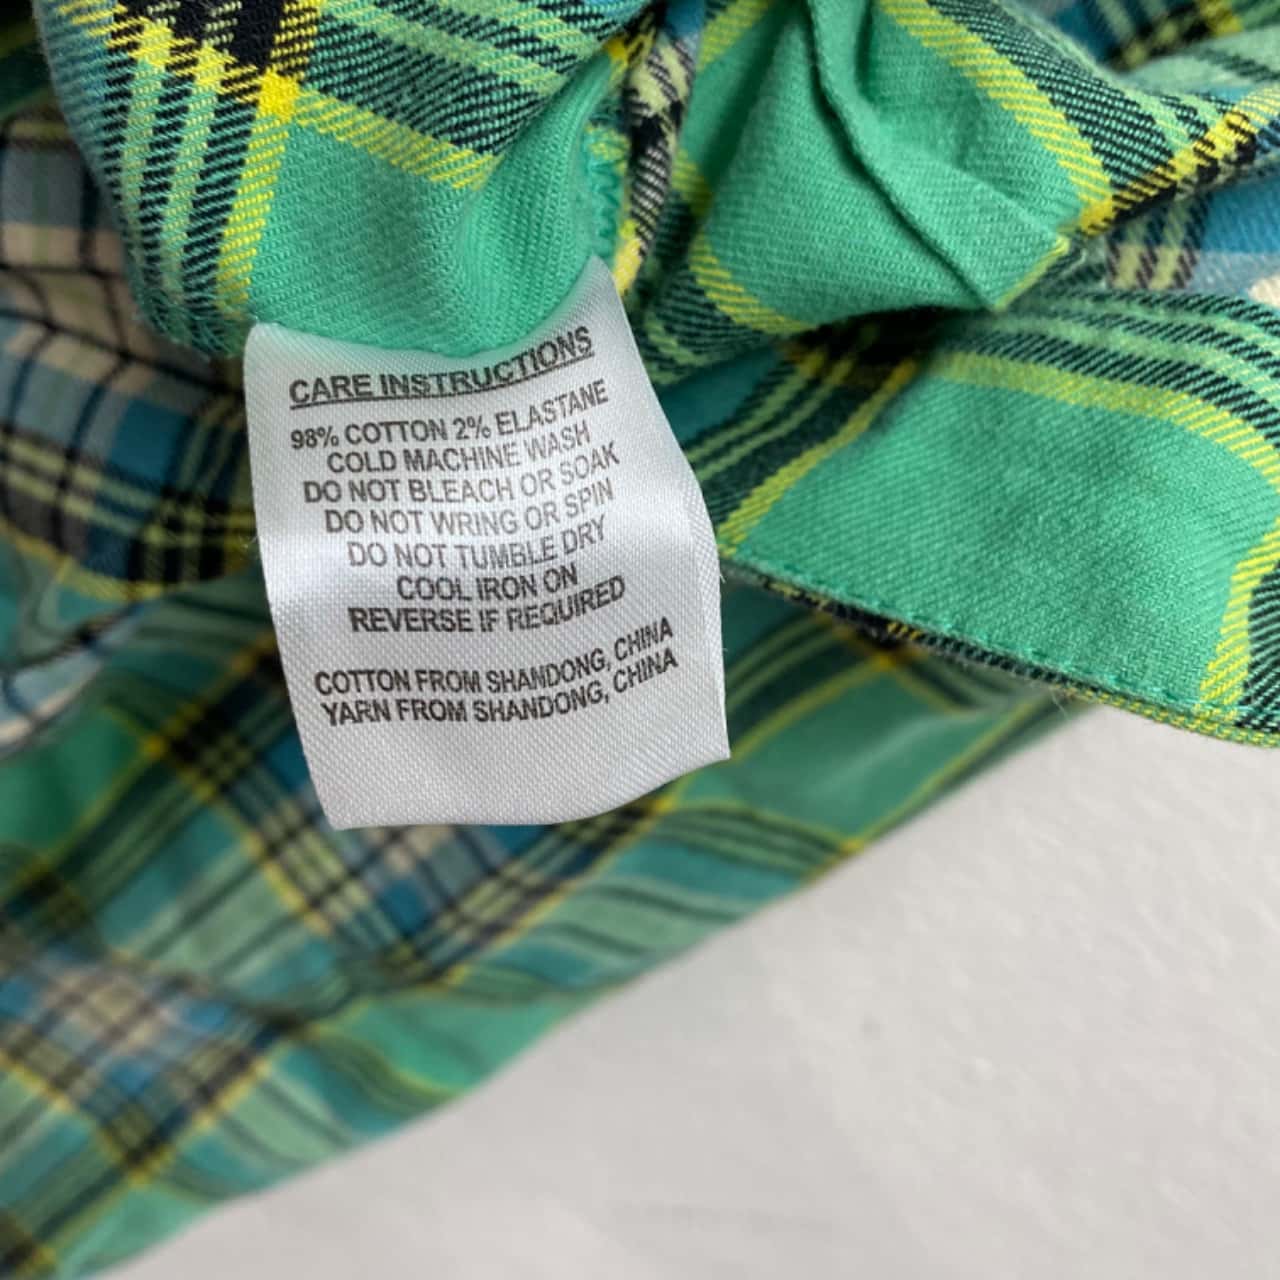 CARE INSTRUCTIONS
98% COTTON 2% ELASTANE
COLD MACHINE WASH
DO NOT BLEACH OR SOAK
DO NOT WRING OR SPIN
DO NOT TUMBLE DRY
COOL IRON ON
REVERSE IF REQUIRED
COTTON FROM SHANDONG, CHINA
YARN FROM SHANDONG, CHINA